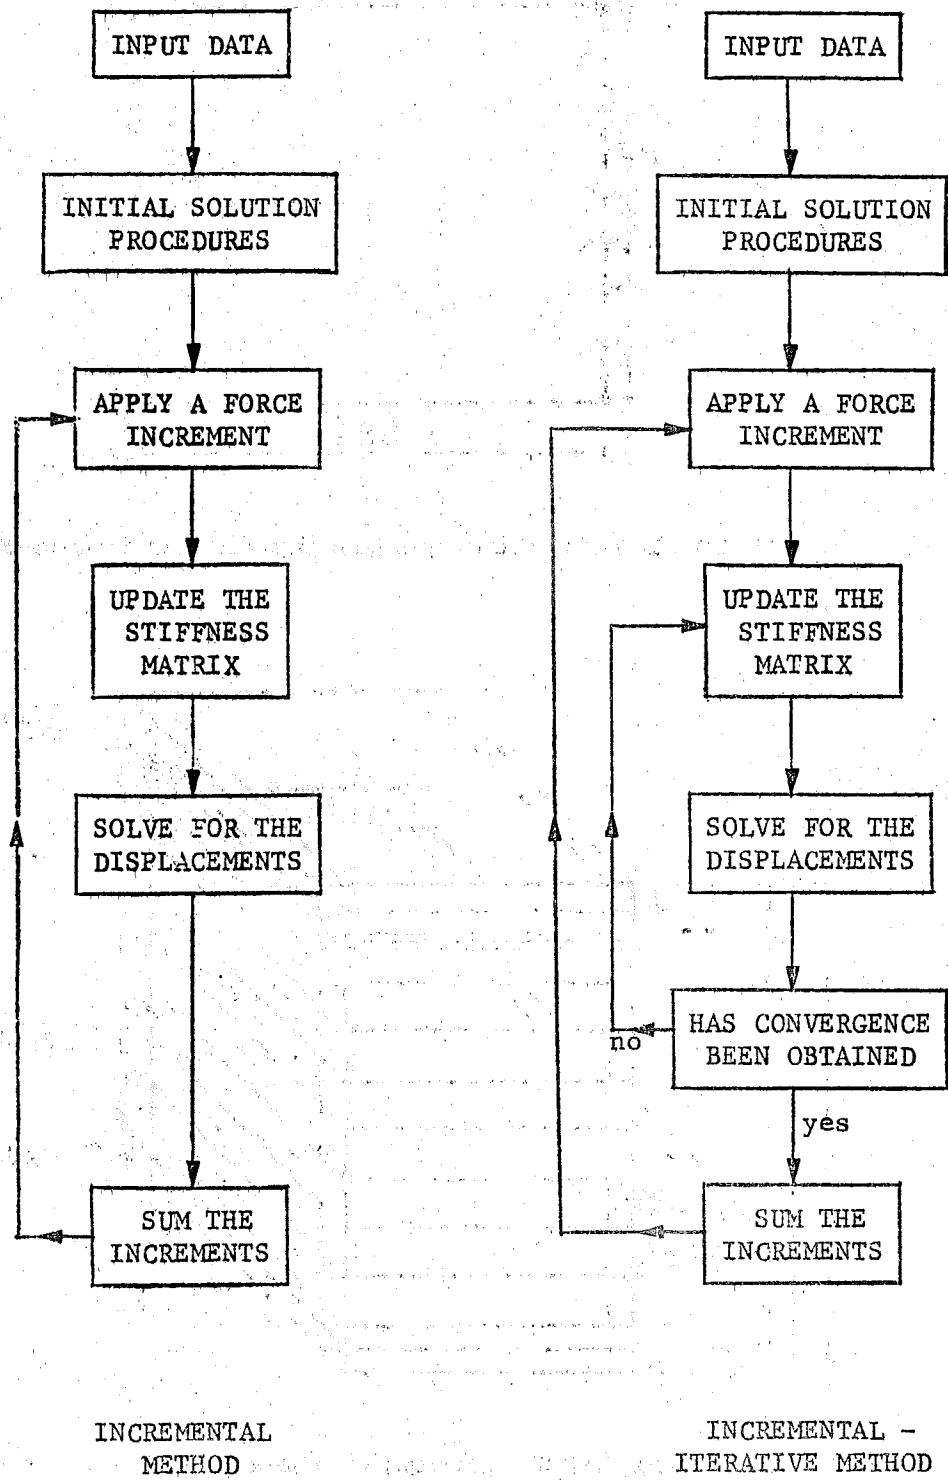 INPUT DATA
INITIAL SOLUTION
PROCEDURES
APPLY A FORCE
INCREMENT
UPDATE THE
STIFFNESS
MATRIX
SOLVE FOR THE
DISPLACEMENTS
SUM THE
INCREMENTS
INCREMENTAL
METHOD
INPUT DATA
INITIAL SOLUTION
PROCEDURES
APPLY A FORCE
INCREMENT
UPDATE THE
STIFFNESS
MATRIX
SOLVE FOR THE
DISPLACEMENTS
HAS CONVERGENCE
BEEN OBTAINED
no
yes
SUM THE
INCREMENTS
INCREMENTAL -
ITERATIVE METHOD